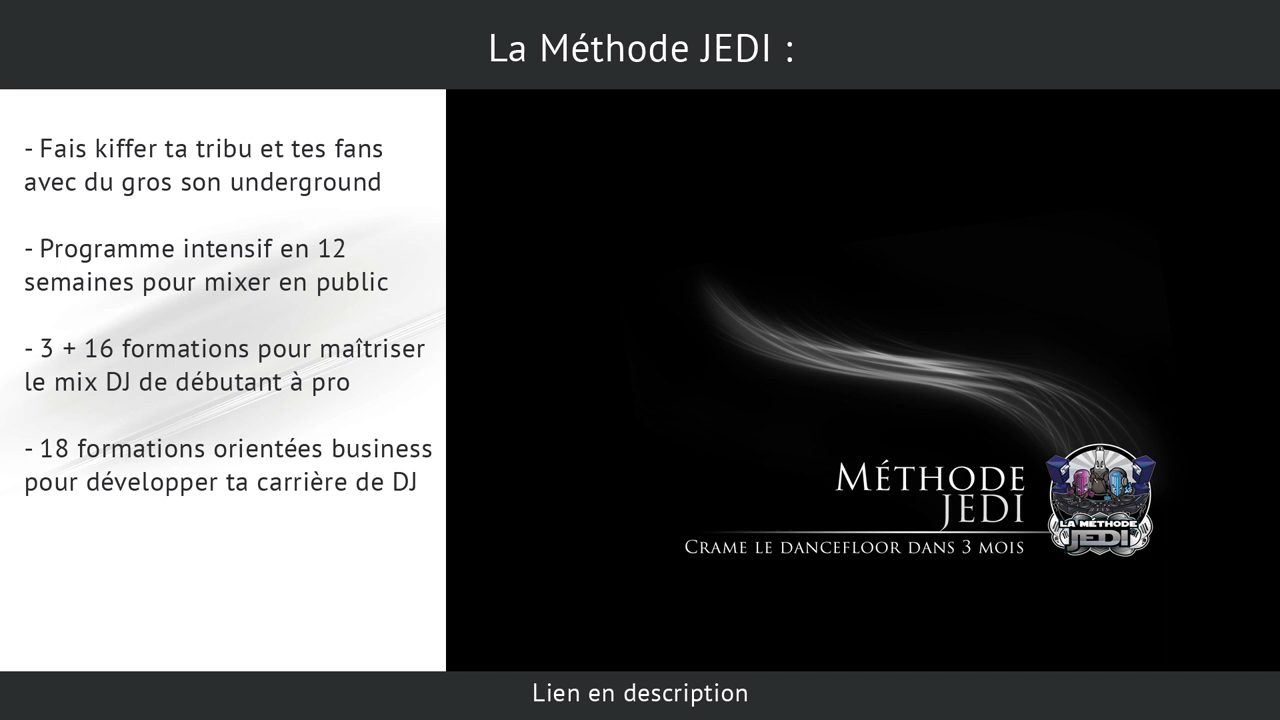 La Méthode JEDI :
- Fais kiffer ta tribu et tes fans
avec du gros son underground
- Programme intensif en 12
semaines pour mixer en public
- 3 + 16 formations pour maîtriser
le mix DJ de débutant à pro
- 18 formations orientées business
pour développer ta carrière de DJ
MÉTHODE
JEDI
CRAME LE DANCEFLOOR DANS 3 MOIS
LA MÉTHODE
JEDI
Lien en description